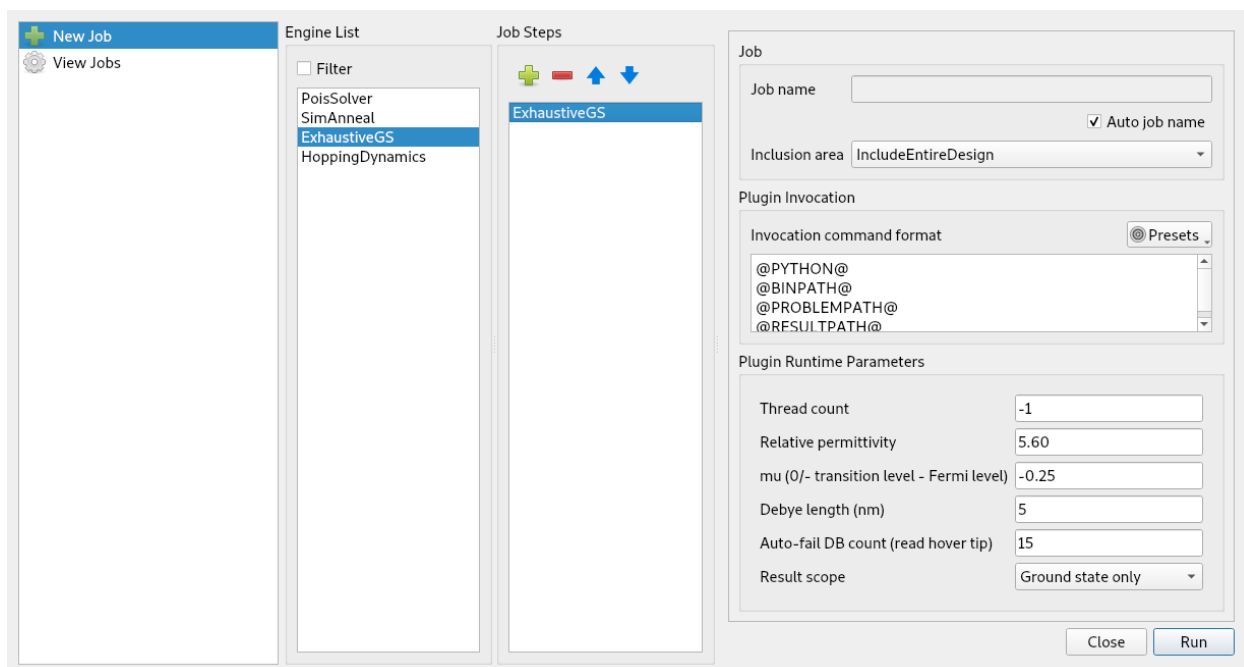 New Job
View Jobs
Engine List
Filter
PoisSolver
SimAnneal
ExhaustiveGS
HoppingDynamics
Job Steps
ExhaustiveGS
Job
Job name
Auto job name
Inclusion area IncludeEntireDesign
Plugin Invocation
Invocation command format Presets
@PYTHON@
@BINPATH@
@PROBLEMPATH@
@RESULTPATH@
Plugin Runtime Parameters
Thread count -1
Relative permittivity 5.60
mu (0/- transition level - Fermi level) -0.25
Debye length (nm) 5
Auto-fail DB count (read hover tip) 15
Result scope Ground state only
Close Run